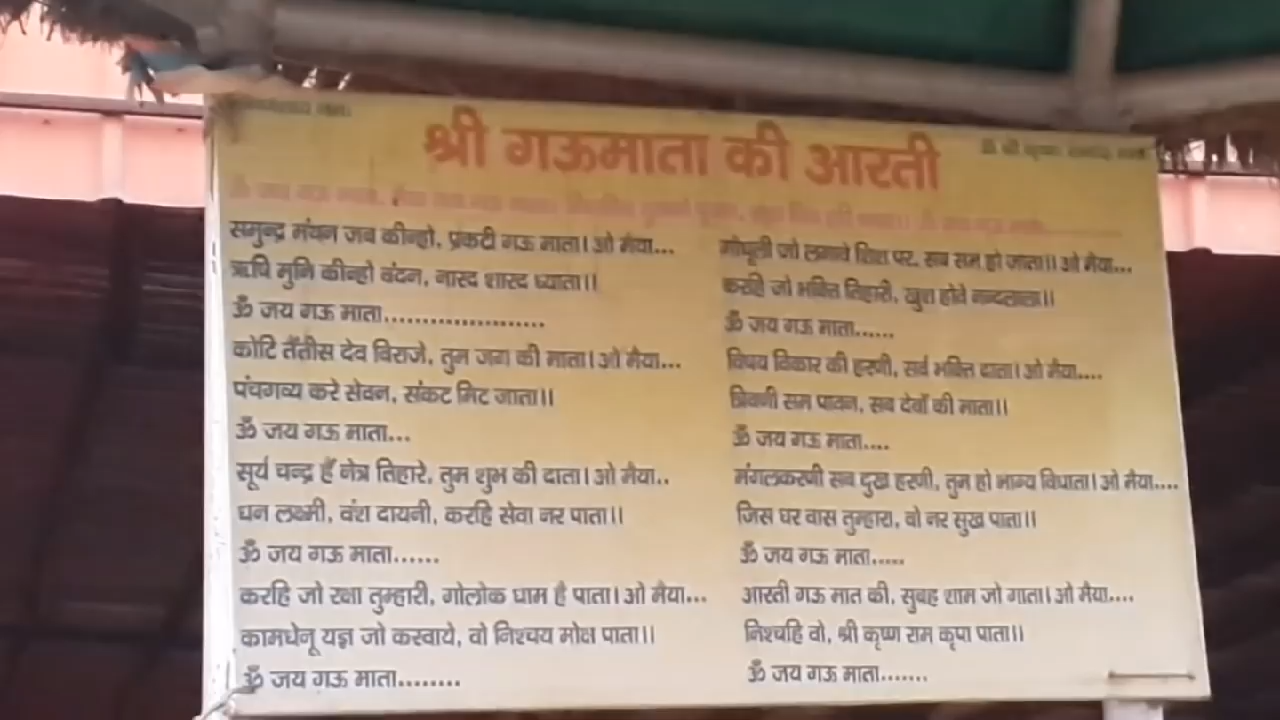 श्री गऊमाता की आरती
समुन्द्र मंथन जब कीन्हो, प्रकटी गऊ माता। ओ मैया...
ऋषि मुनि कीन्हो वंदन, नारद शारद ध्याता।।
ॐ जय गऊ माता.....................
कोटि तैंतीस देव विराजे, तुम जग की माता। ओ मैया...
पंचगव्य करे सेवन, संकट मिट जाता।।
ॐ जय गऊ माता...
सूर्य चन्द्र हैं नेत्र तिहारे, तुम शुभ की दाता। ओ मैया..
धन लक्ष्मी, वंश दायनी, करहि सेवा नर पाता।।
ॐ जय गऊ माता......
करहि जो रक्षा तुम्हारी, गोलोक धाम है पाता। ओ मैया...
कामधेनू यज्ञ जो करवाये, वो निश्चय मोक्ष पाता।।
ॐ जय गऊ माता........
गोधूली जो लगावे शिश पर, सब सम हो जाता।। ओ मैया...
करहि जो भक्ति तिहारी, खुश होवे नन्दलाला।।
ॐ जय गऊ माता......
विषय विकार की हरणी, सर्व भक्ति दाता। ओ मैया....
त्रिवणी सम पावन, सब देवों की माता।।
ॐ जय गऊ माता....
मंगलकरणी सब दुख हरणी, तुम हो भाग्य विधाता। ओ मैया....
जिस घर वास तुम्हारा, वो नर सुख पाता।।
ॐ जय गऊ माता.....
आरती गऊ मात की, सुबह शाम जो गाता। ओ मैया....
निश्चहि वो, श्री कृष्ण राम कृपा पाता।।
ॐ जय गऊ माता.......